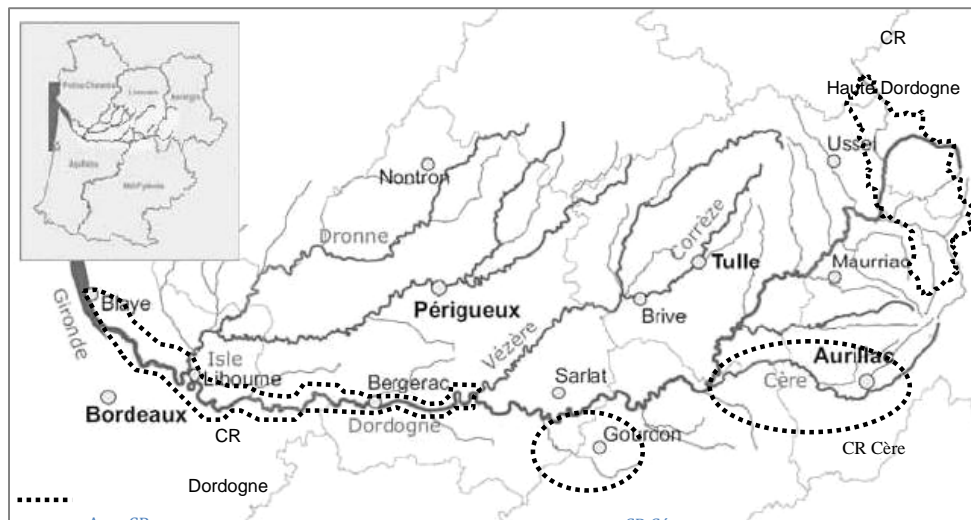 CR
Haute Dordogne
Ussel
Nontron
Dronne
Corrèze
Tulle
Mauriac
Gironde
Blaye
Périgueux
Brive
Vézère
Isle
Libourne
Aurillac
Cère
Bordeaux
Bergerac
Sarlat
Dordogne
CR
Gourdon
CR Cère
Dordogne